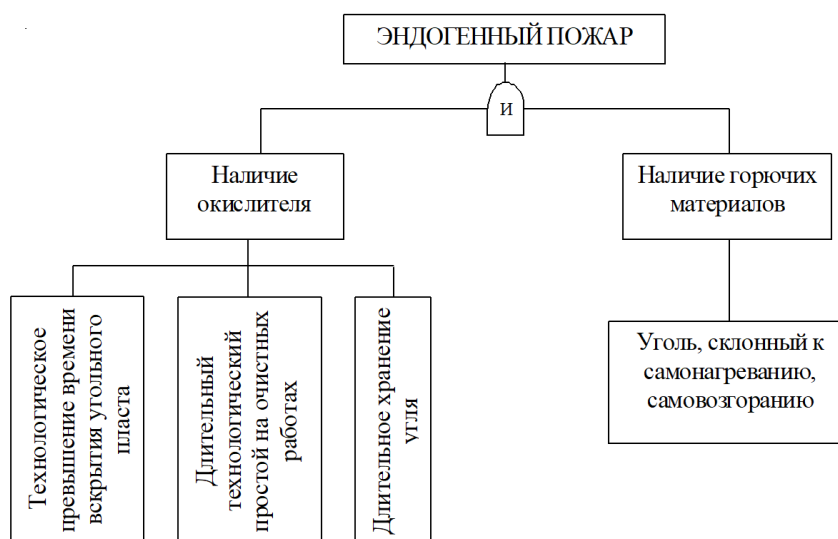 ЭНДОГЕННЫЙ ПОЖАР
И
Наличие
окислителя
Наличие горючих
материалов
Технологическое
превышение времени
вскрытия угольного
пласта
Длительный
технологический
простой на очистных
работах
Длительное хранение
угля
Уголь, склонный к
самонагреванию,
самовозгоранию